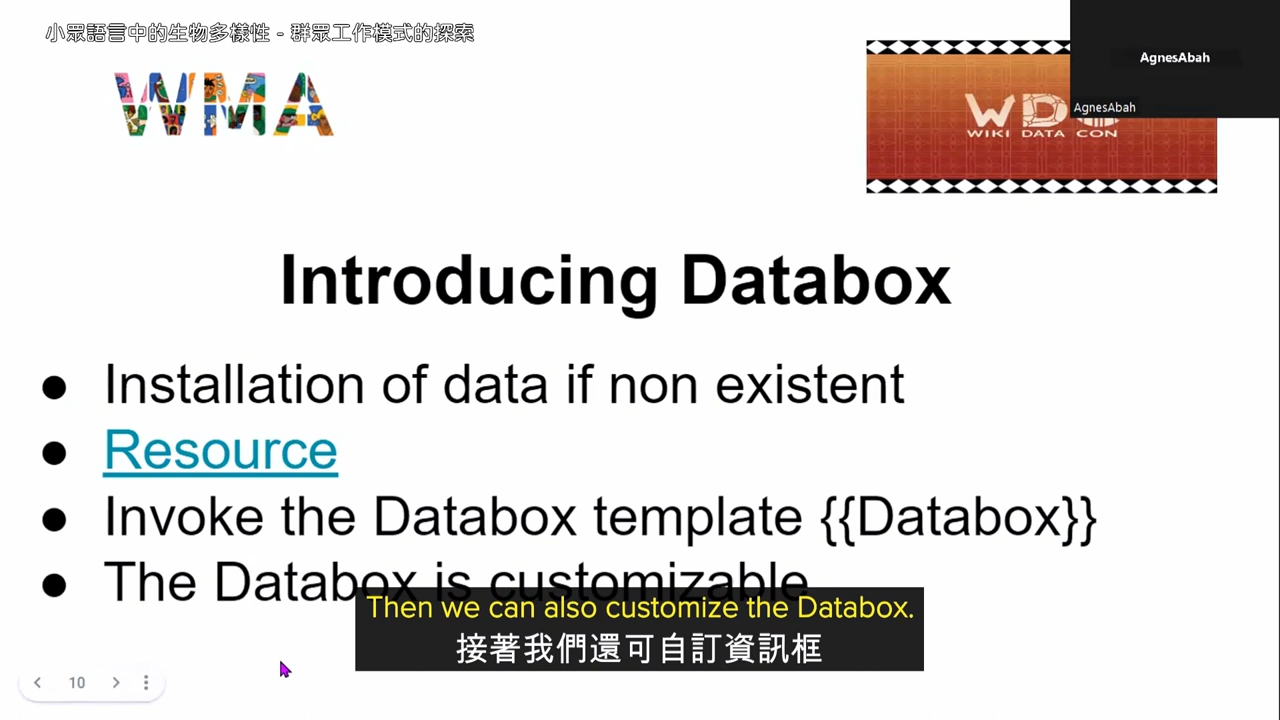 小眾語言中的生物多樣性 - 群眾工作模式的探索
WMA
WIKI DATA CON
AgnesAbah
AgnesAbah
Introducing Databox
● Installation of data if non existent
● Resource
● Invoke the Databox template {{Databox}}
● The Databox is customizable
Then we can also customize the Databox.
接著我們還可自訂資訊框
10